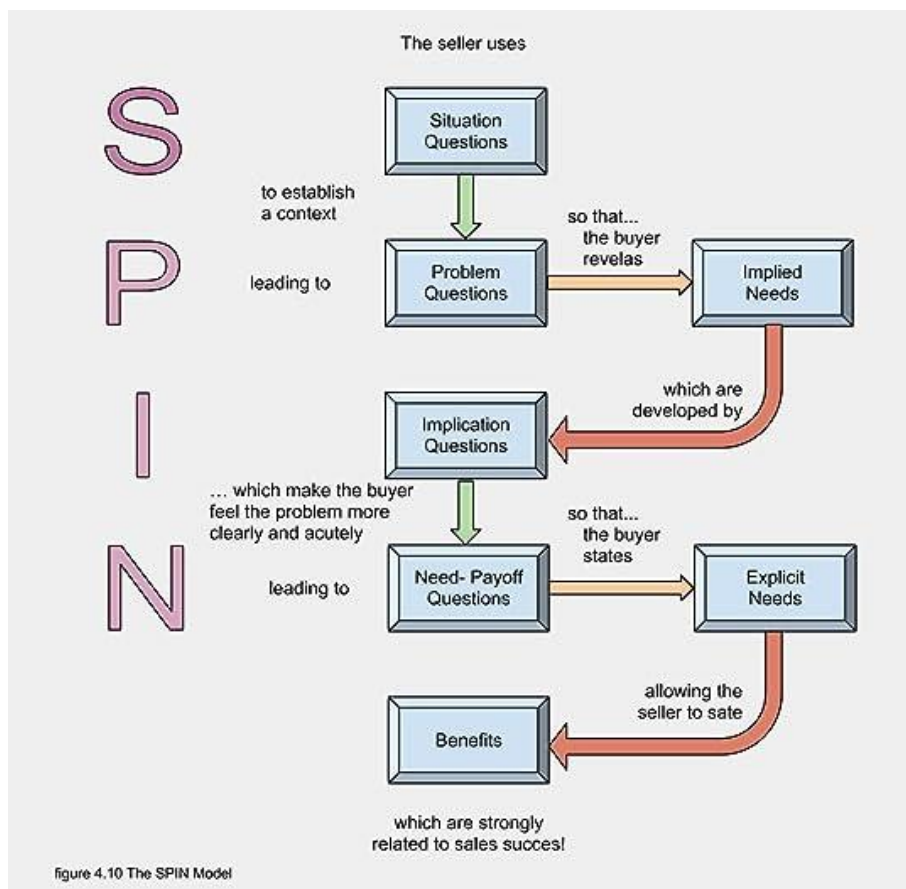 The seller uses
S
Situation
Questions
to establish
a context
so that...
the buyer
revelas
P
leading to
Problem
Questions
Implied
Needs
which are
developed by
I
Implication
Questions
... which make the buyer
feel the problem more
clearly and acutely
so that...
the buyer
states
N
leading to
Need- Payoff
Questions
Explicit
Needs
allowing the
seller to sate
Benefits
which are strongly
related to sales succes!
figure 4.10 The SPIN Model